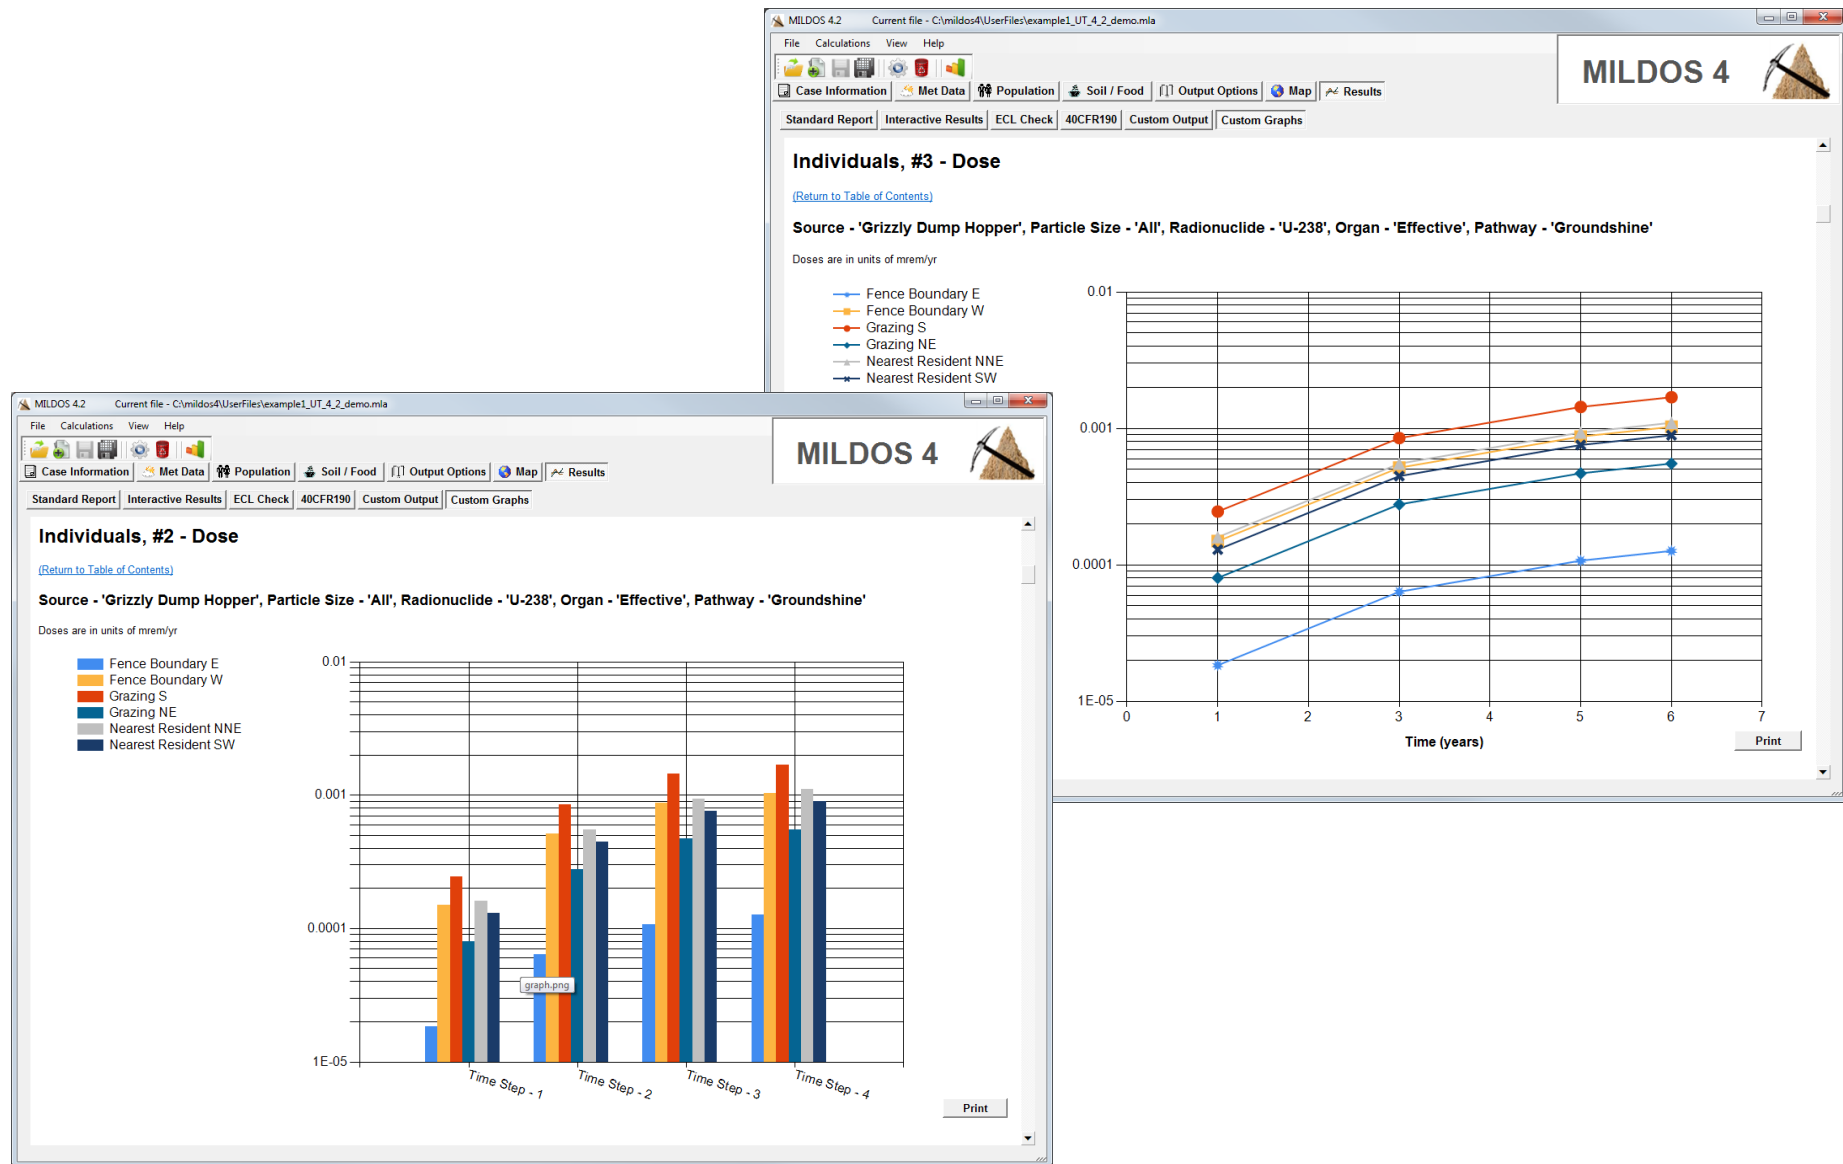 MILDOS 4.2 Current file - C:\mildos4\UserFiles\example1_UT_4_2_demo.mla
File Calculations View Help
MILDOS 4
Case Information Met Data Population Soil / Food Output Options Map Results
Standard Report Interactive Results ECL Check 40CFR190 Custom Output Custom Graphs
Individuals, #3 - Dose
(Return to Table of Contents)
Source - 'Grizzly Dump Hopper', Particle Size - 'All', Radionuclide - 'U-238', Organ - 'Effective', Pathway - 'Groundshine'
Doses are in units of mrem/yr
Fence Boundary E
Fence Boundary W
Grazing S
Grazing NE
Nearest Resident NNE
Nearest Resident SW
0.01
0.001
0.0001
1E-05
0 1 2 3 4 5 6 7
Time (years)
Print
MILDOS 4.2 Current file - C:\mildos4\UserFiles\example1_UT_4_2_demo.mla
File Calculations View Help
MILDOS 4
Case Information Met Data Population Soil / Food Output Options Map Results
Standard Report Interactive Results ECL Check 40CFR190 Custom Output Custom Graphs
Individuals, #2 - Dose
(Return to Table of Contents)
Source - 'Grizzly Dump Hopper', Particle Size - 'All', Radionuclide - 'U-238', Organ - 'Effective', Pathway - 'Groundshine'
Doses are in units of mrem/yr
Fence Boundary E
Fence Boundary W
Grazing S
Grazing NE
Nearest Resident NNE
Nearest Resident SW
0.01
0.001
0.0001
1E-05
graph.png
Time Step - 1 Time Step - 2 Time Step - 3 Time Step - 4
Print